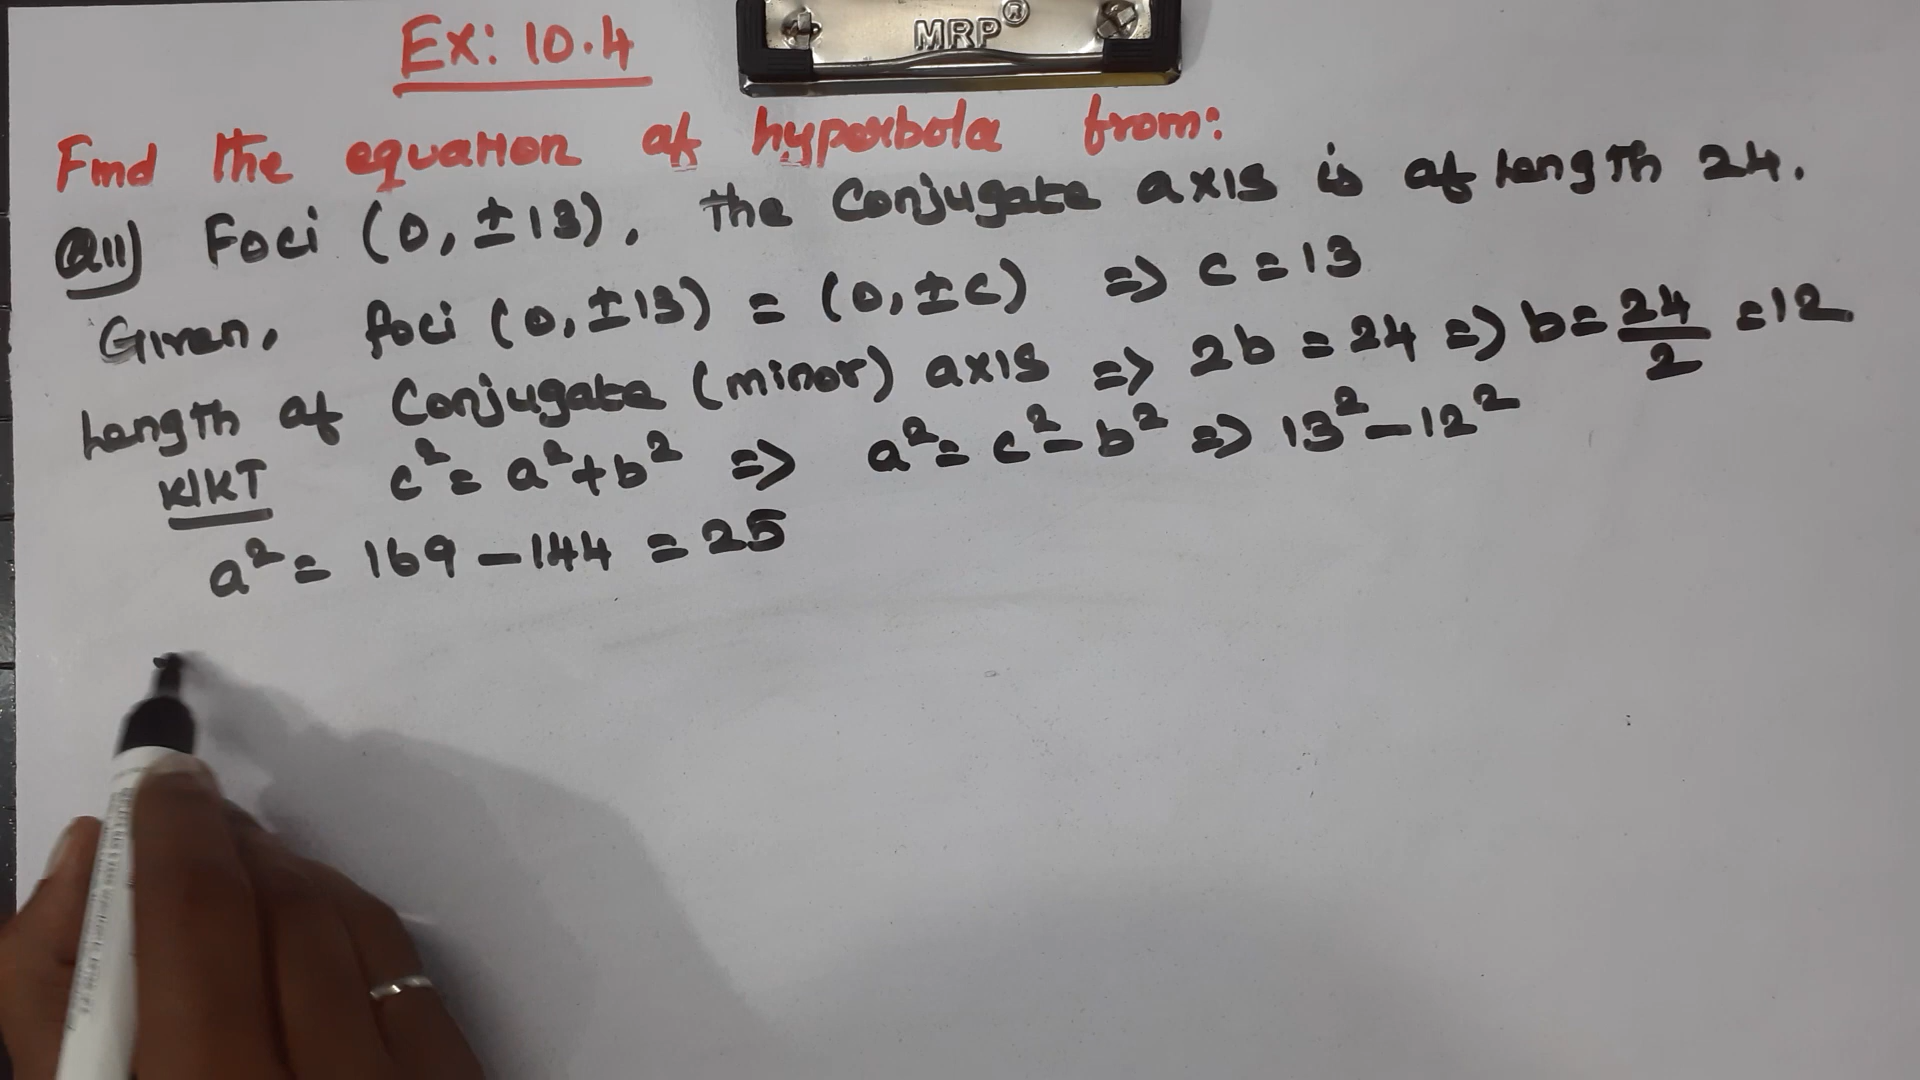 MRP®
Ex: 10.4
Find the equation of hyperbola from:
Q11) Foci (0, ±13), the Conjugate axis is of length 24.
Given, foci (0, ±13) = (0, ±c) => c = 13
Length of Conjugate (minor) axis => 2b = 24 => b = 24/2 = 12
WKT c² = a² + b² => a² = c² - b² => 13² - 12²
a² = 169 - 144 = 25